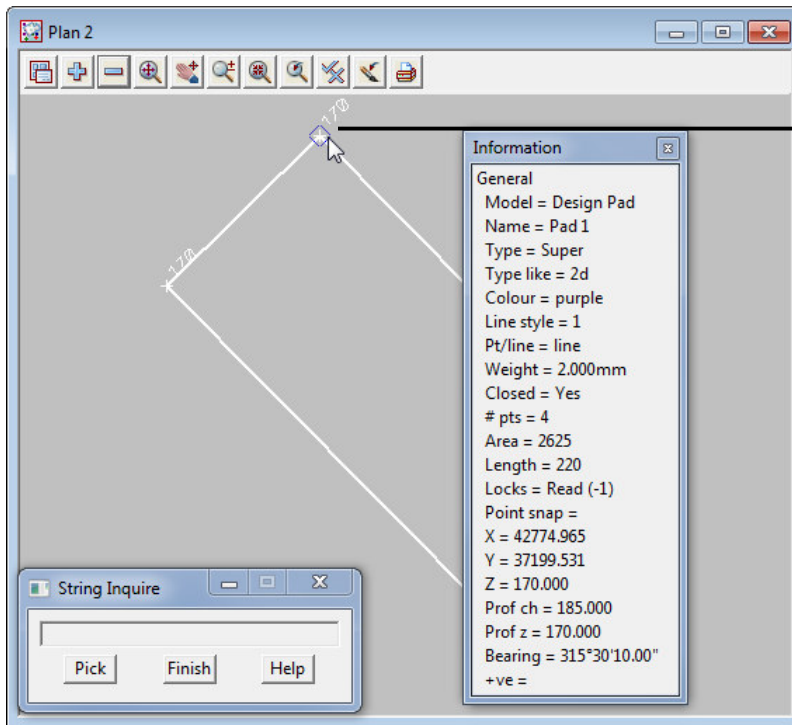 Plan 2
170
170
Information
General
Model = Design Pad
Name = Pad 1
Type = Super
Type like = 2d
Colour = purple
Line style = 1
Pt/line = line
Weight = 2.000mm
Closed = Yes
# pts = 4
Area = 2625
Length = 220
Locks = Read (-1)
Point snap =
X = 42774.965
Y = 37199.531
Z = 170.000
Prof ch = 185.000
Prof z = 170.000
Bearing = 315°30'10.00"
+ve =
String Inquire
Pick Finish Help